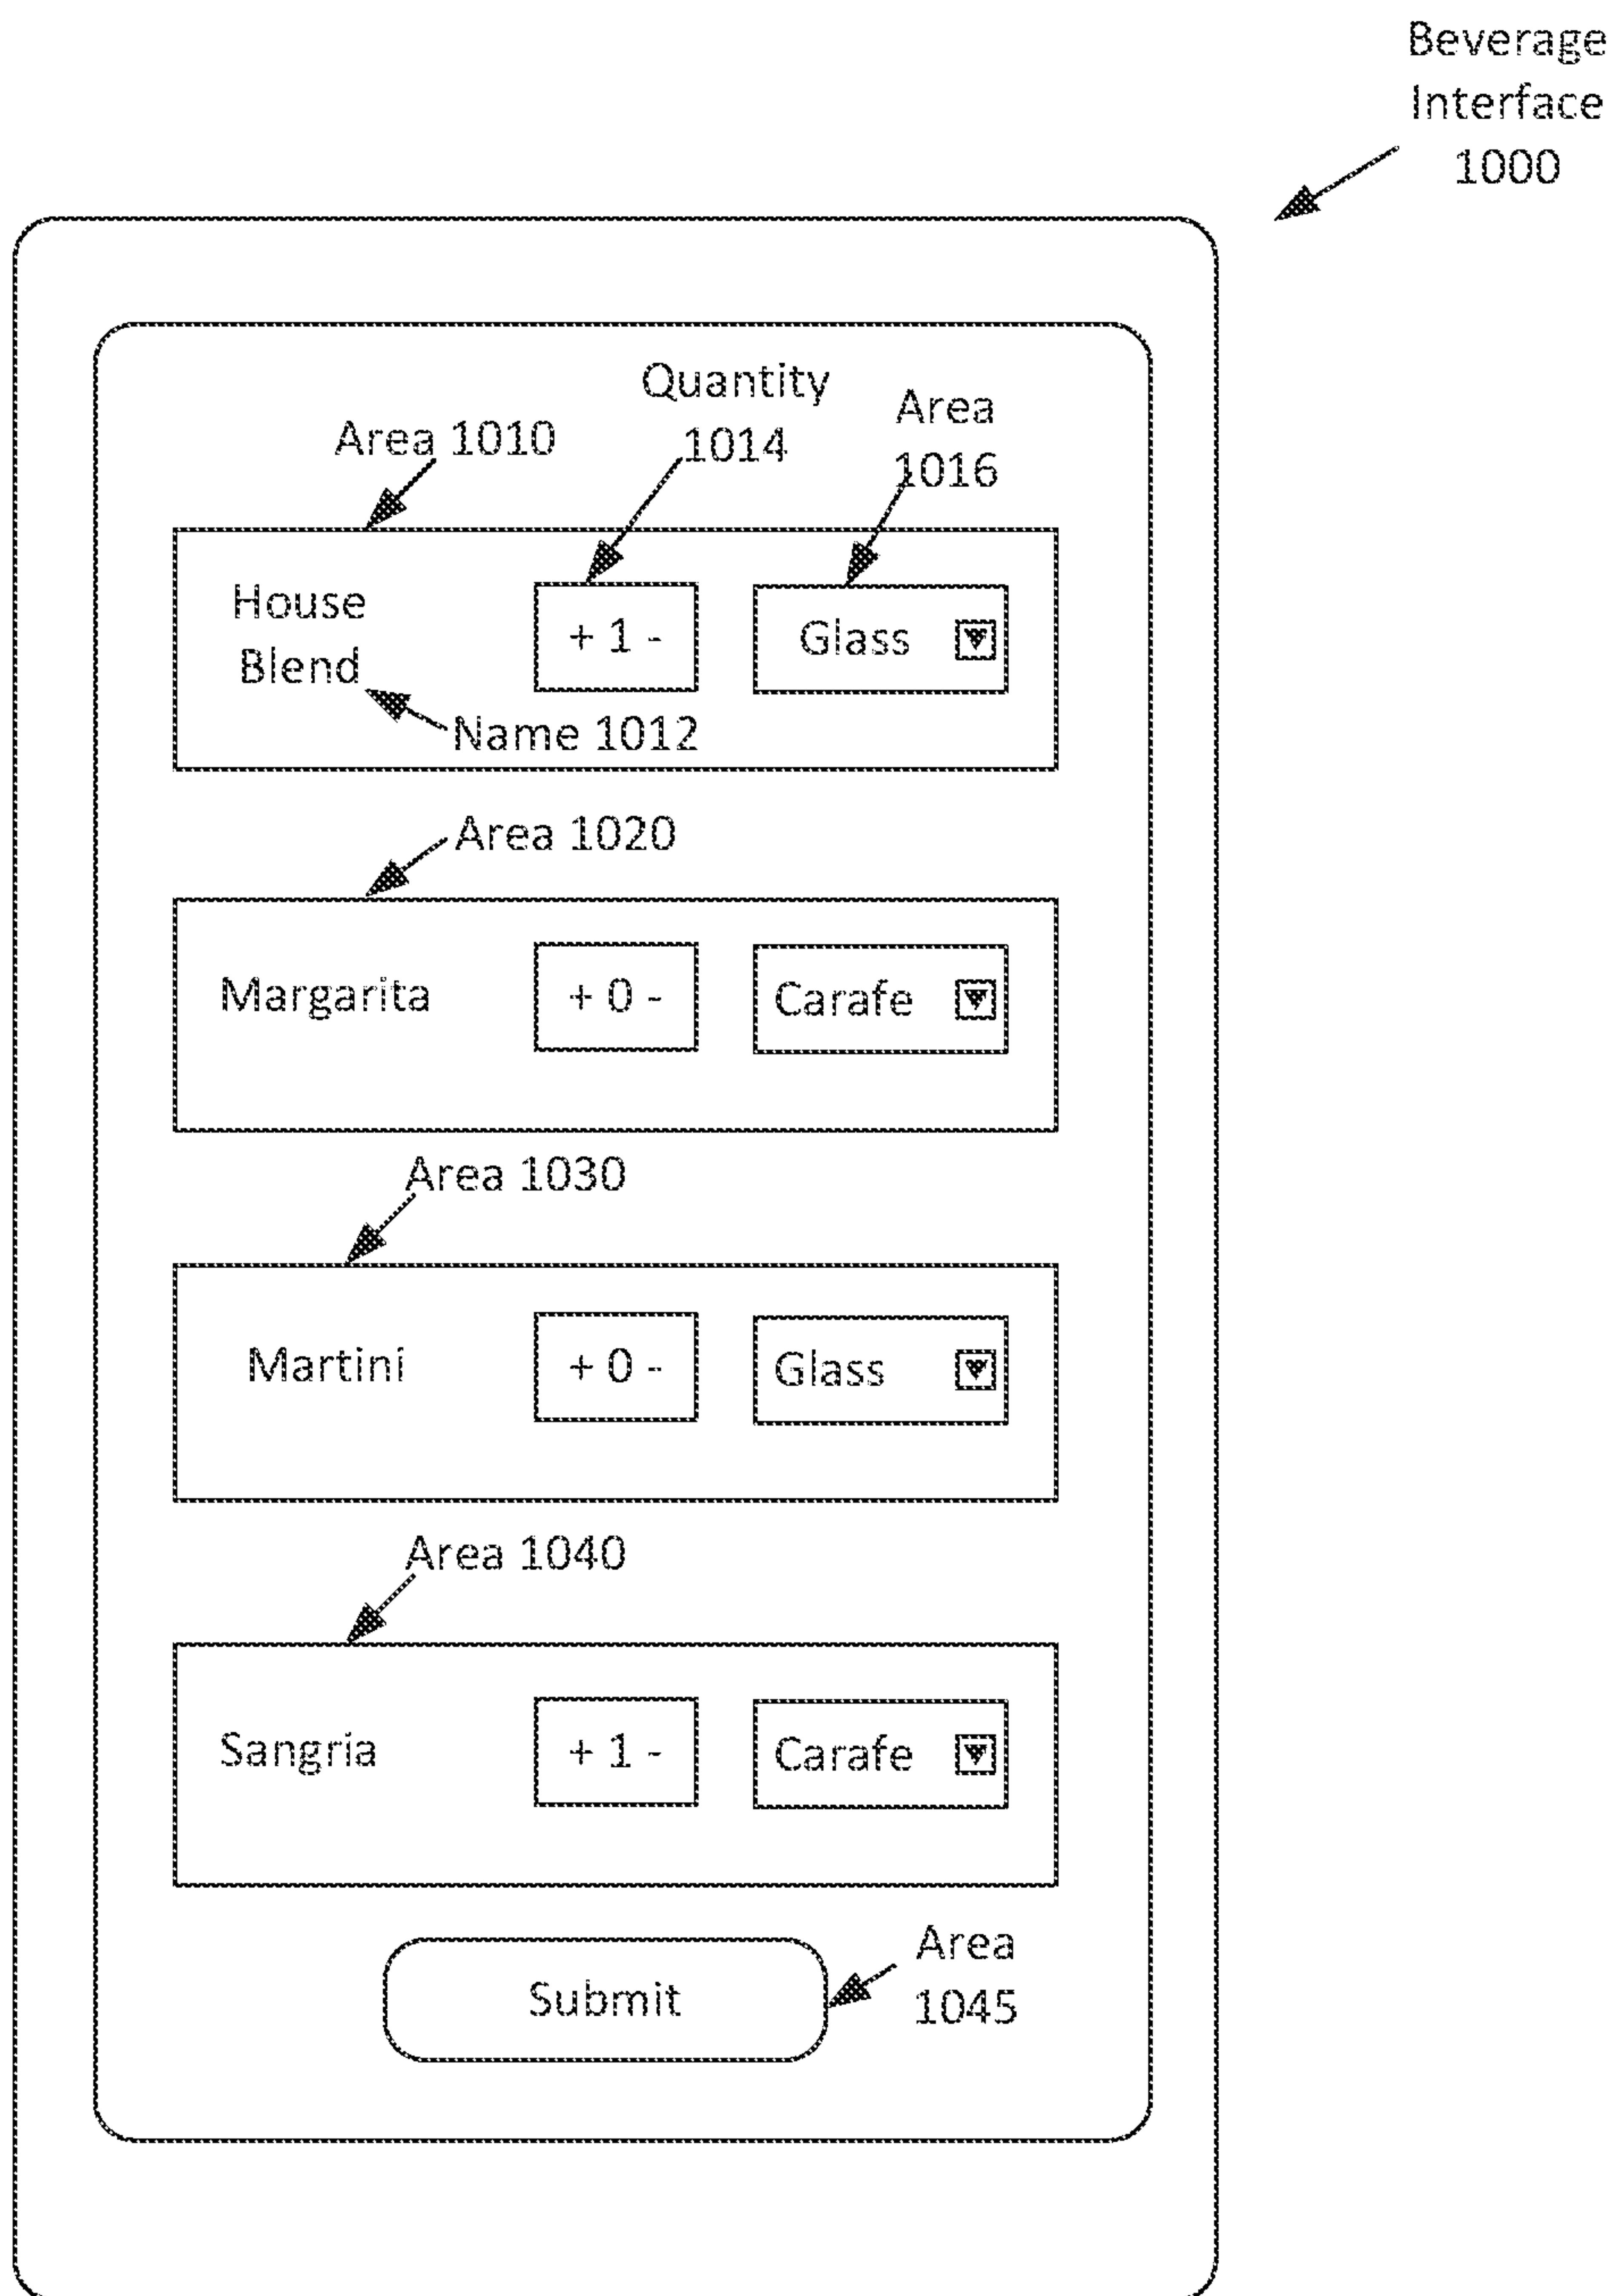 Beverage
Interface
1000
Quantity
1014
Area
1016
Area 1010
House
Blend
+ 1 -
Glass
Name 1012
Area 1020
Margarita
+ 0 -
Carafe
Area 1030
Martini
+ 0 -
Glass
Area 1040
Sangria
+ 1 -
Carafe
Submit
Area
1045